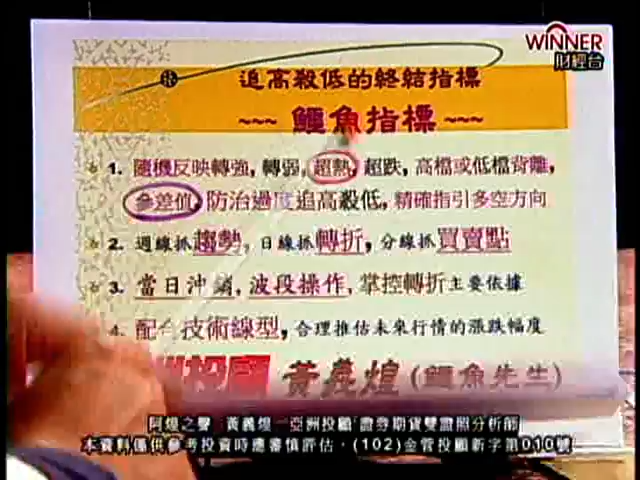 WINNER
財經台
追高殺低的終結指標
~~~ 鱷魚指標 ~~~
1. 隨機反映轉強, 轉弱, 超熱, 超跌, 高檔或低檔背離,
參差值, 防治過度追高殺低, 精確指引多空方向
2. 週線抓趨勢, 日線抓轉折, 分線抓買賣點
3. 當日沖銷, 波段操作, 掌控轉折主要依據
4. 配合技術線型, 合理推估未來行情的漲跌幅度
洲投顧 黃義煌 (鱷魚先生)
阿煌之聲 黃義煌 亞洲投顧 證券期貨雙證照分析師
本資料僅供參考投資時應審慎評估‧(102)金管投顧新字第010號